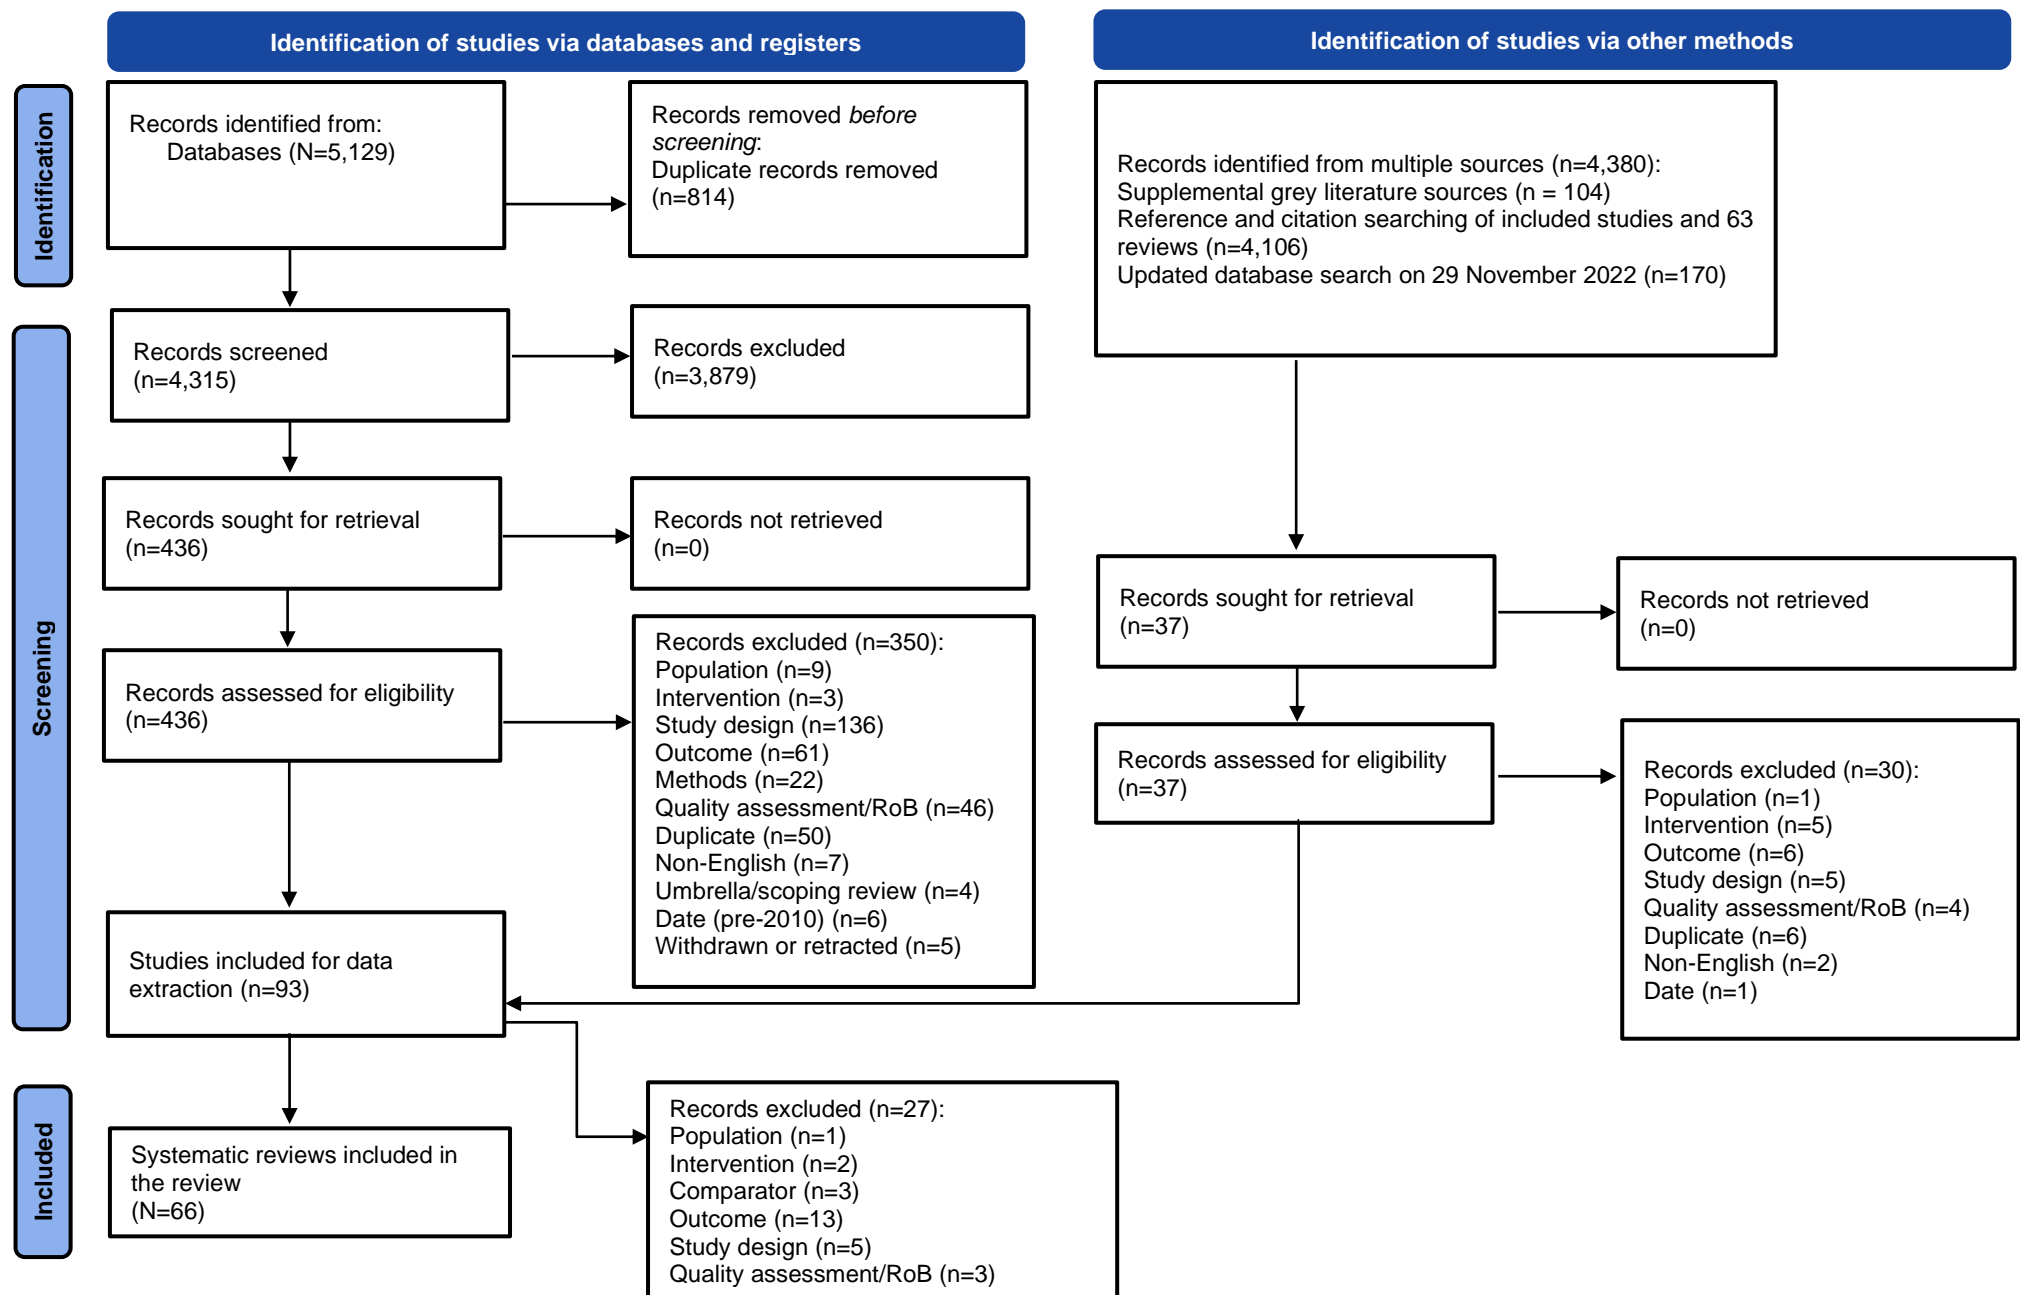 Identification of studies via databases and registers
Identification of studies via other methods
Identification
Records identified from:
Databases (N=5,129)
Records removed before
screening:
Duplicate records removed
(n=814)
Records identified from multiple sources (n=4,380):
Supplemental grey literature sources (n = 104)
Reference and citation searching of included studies and 63
reviews (n=4,106)
Updated database search on 29 November 2022 (n=170)
Screening
Records screened
(n=4,315)
Records excluded
(n=3,879)
Records sought for retrieval
(n=436)
Records not retrieved
(n=0)
Records sought for retrieval
(n=37)
Records not retrieved
(n=0)
Records assessed for eligibility
(n=436)
Records excluded (n=350):
Population (n=9)
Intervention (n=3)
Study design (n=136)
Outcome (n=61)
Methods (n=22)
Quality assessment/RoB (n=46)
Duplicate (n=50)
Non-English (n=7)
Umbrella/scoping review (n=4)
Date (pre-2010) (n=6)
Withdrawn or retracted (n=5)
Records assessed for eligibility
(n=37)
Records excluded (n=30):
Population (n=1)
Intervention (n=5)
Outcome (n=6)
Study design (n=5)
Quality assessment/RoB (n=4)
Duplicate (n=6)
Non-English (n=2)
Date (n=1)
Studies included for data
extraction (n=93)
Included
Systematic reviews included in
the review
(N=66)
Records excluded (n=27):
Population (n=1)
Intervention (n=2)
Comparator (n=3)
Outcome (n=13)
Study design (n=5)
Quality assessment/RoB (n=3)